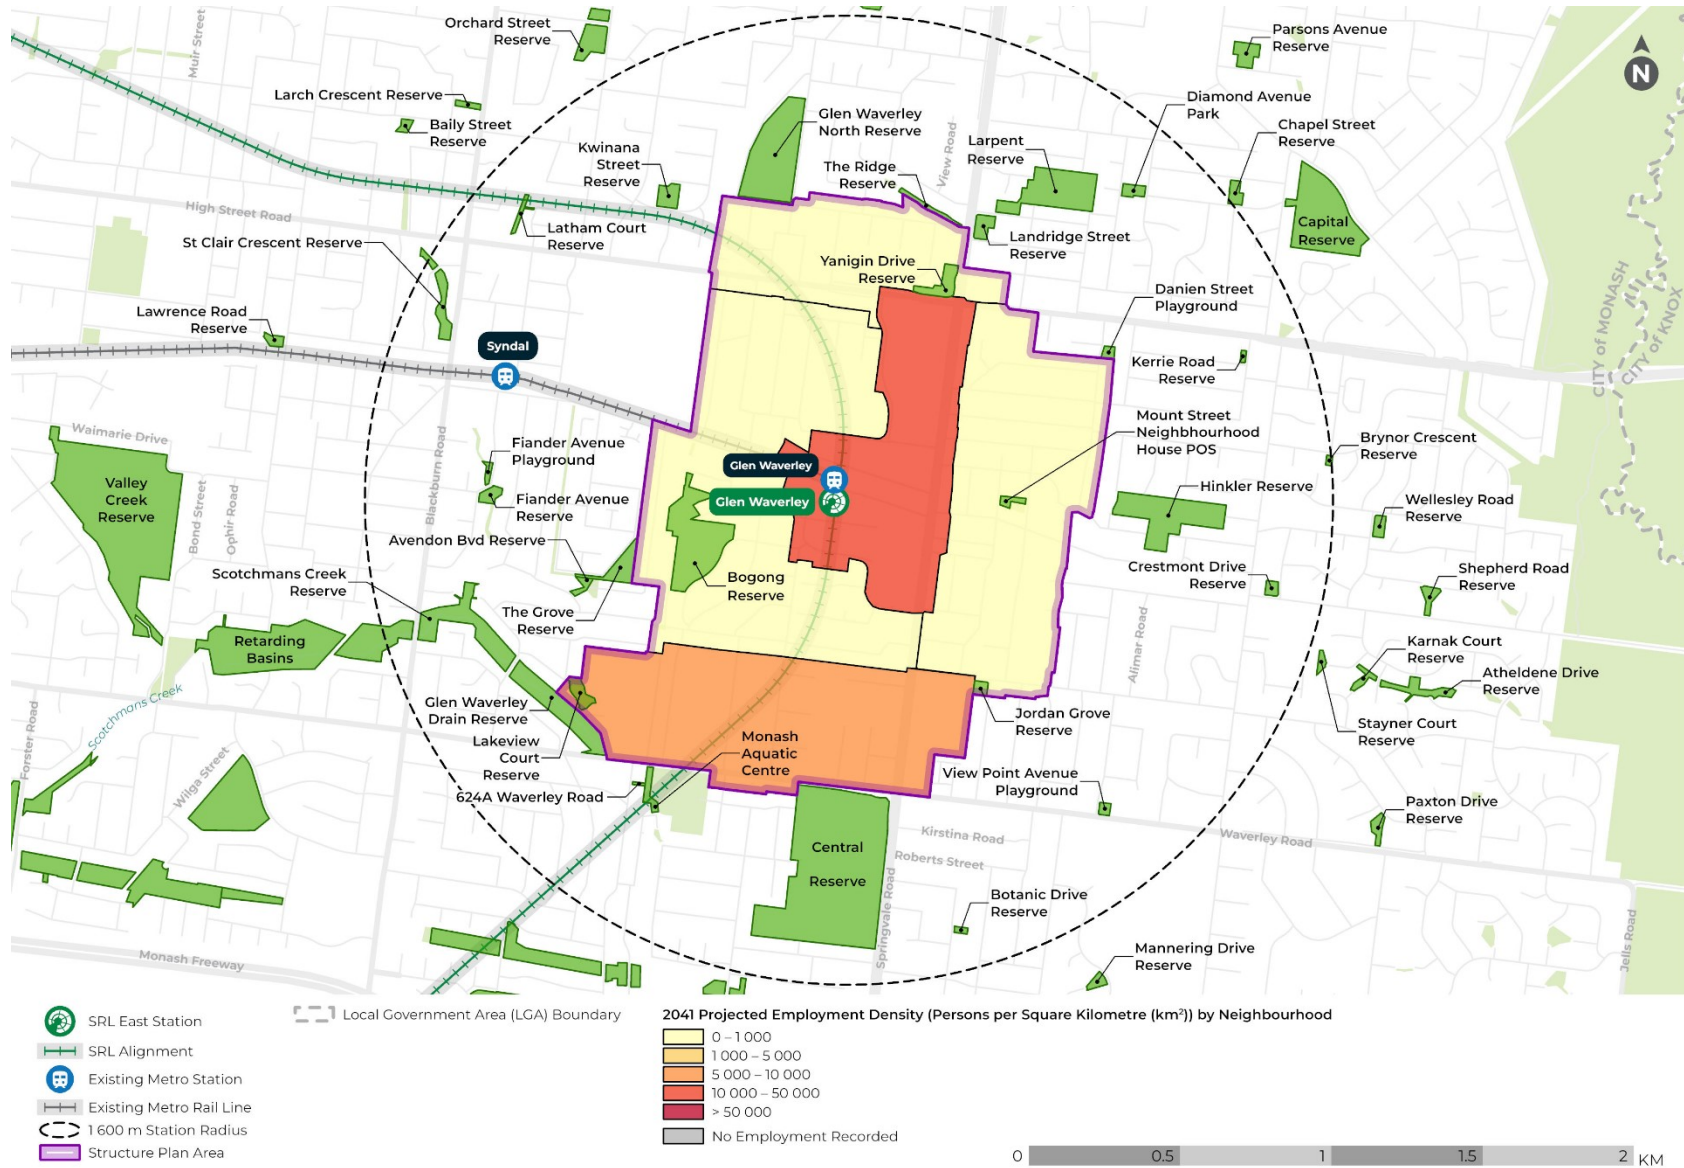 Orchard Street
Reserve
Muir Street
Parsons Avenue
Reserve
N
Larch Crescent Reserve
Baily Street
Reserve
Glen Waverley
North Reserve
Diamond Avenue
Park
Chapel Street
Reserve
Kwinana
Street
Reserve
The Ridge
Reserve
View Road
Larpent
Reserve
High Street Road
Latham Court
Reserve
St Clair Crescent Reserve
Landridge Street
Reserve
Capital
Reserve
Yanigin Drive
Reserve
Danien Street
Playground
Lawrence Road
Reserve
Syndal
Kerrie Road
Reserve
CITY OF MONASH
CITY OF KNOX
Waimarie Drive
Mount Street
Neighbhourhood
House POS
Fiander Avenue
Playground
Brynor Crescent
Reserve
Glen Waverley
Glen Waverley
Valley
Creek
Reserve
Bond Street
Ophir Road
Blackburn Road
Fiander Avenue
Reserve
Hinkler Reserve
Wellesley Road
Reserve
Avendon Bvd Reserve
Scotchmans Creek
Reserve
Bogong
Reserve
Crestmont Drive
Reserve
Shepherd Road
Reserve
The Grove
Reserve
Retarding
Basins
Alimar Road
Karnak Court
Reserve
Atheldene Drive
Reserve
Scotchmans Creek
Glen Waverley
Drain Reserve
Jordan Grove
Reserve
Stayner Court
Reserve
Forster Road
Lakeview
Court
Reserve
Monash
Aquatic
Centre
Wilga Street
624A Waverley Road
View Point Avenue
Playground
Paxton Drive
Reserve
Kirstina Road
Waverley Road
Central
Reserve
Roberts Street
Springvale Road
Botanic Drive
Reserve
Jells Road
Monash Freeway
Mannering Drive
Reserve
SRL East Station
SRL Alignment
Existing Metro Station
Existing Metro Rail Line
1 600 m Station Radius
Structure Plan Area
Local Government Area (LGA) Boundary
2041 Projected Employment Density (Persons per Square Kilometre (km²)) by Neighbourhood
0 – 1 000
1 000 – 5 000
5 000 – 10 000
10 000 – 50 000
> 50 000
No Employment Recorded
0 0.5 1 1.5 2 KM